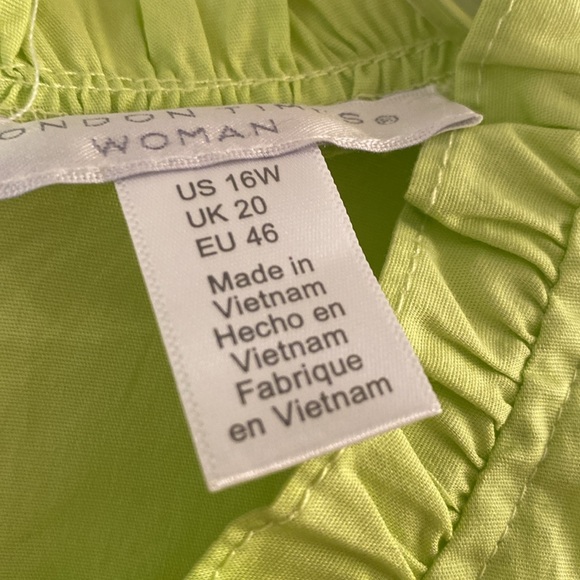 LONDON TIMES®
WOMAN
US 16W
UK 20
EU 46
Made in
Vietnam
Hecho en
Vietnam
Fabrique
en Vietnam